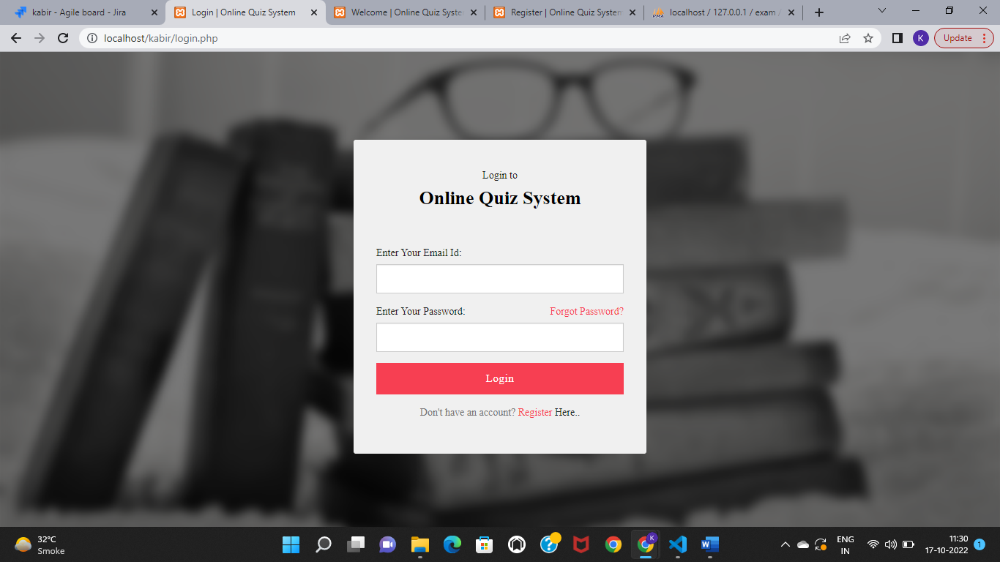 kabir - Agile board - Jira
Login | Online Quiz System
Welcome | Online Quiz Syste
Register | Online Quiz System
localhost / 127.0.0.1 / exam /
localhost/kabir/login.php
K
Update
Login to
Online Quiz System
Enter Your Email Id:
Enter Your Password:
Forgot Password?
Login
Don't have an account? Register Here..
32°C
Smoke
K
ENG
IN
11:30
17-10-2022
1